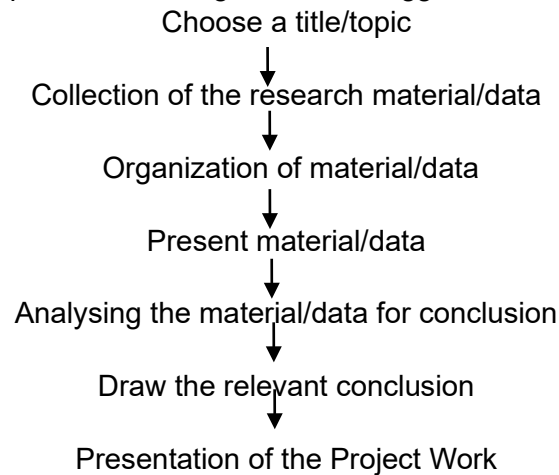 Choose a title/topic
Collection of the research material/data
Organization of material/data
Present material/data
Analysing the material/data for conclusion
Draw the relevant conclusion
Presentation of the Project Work